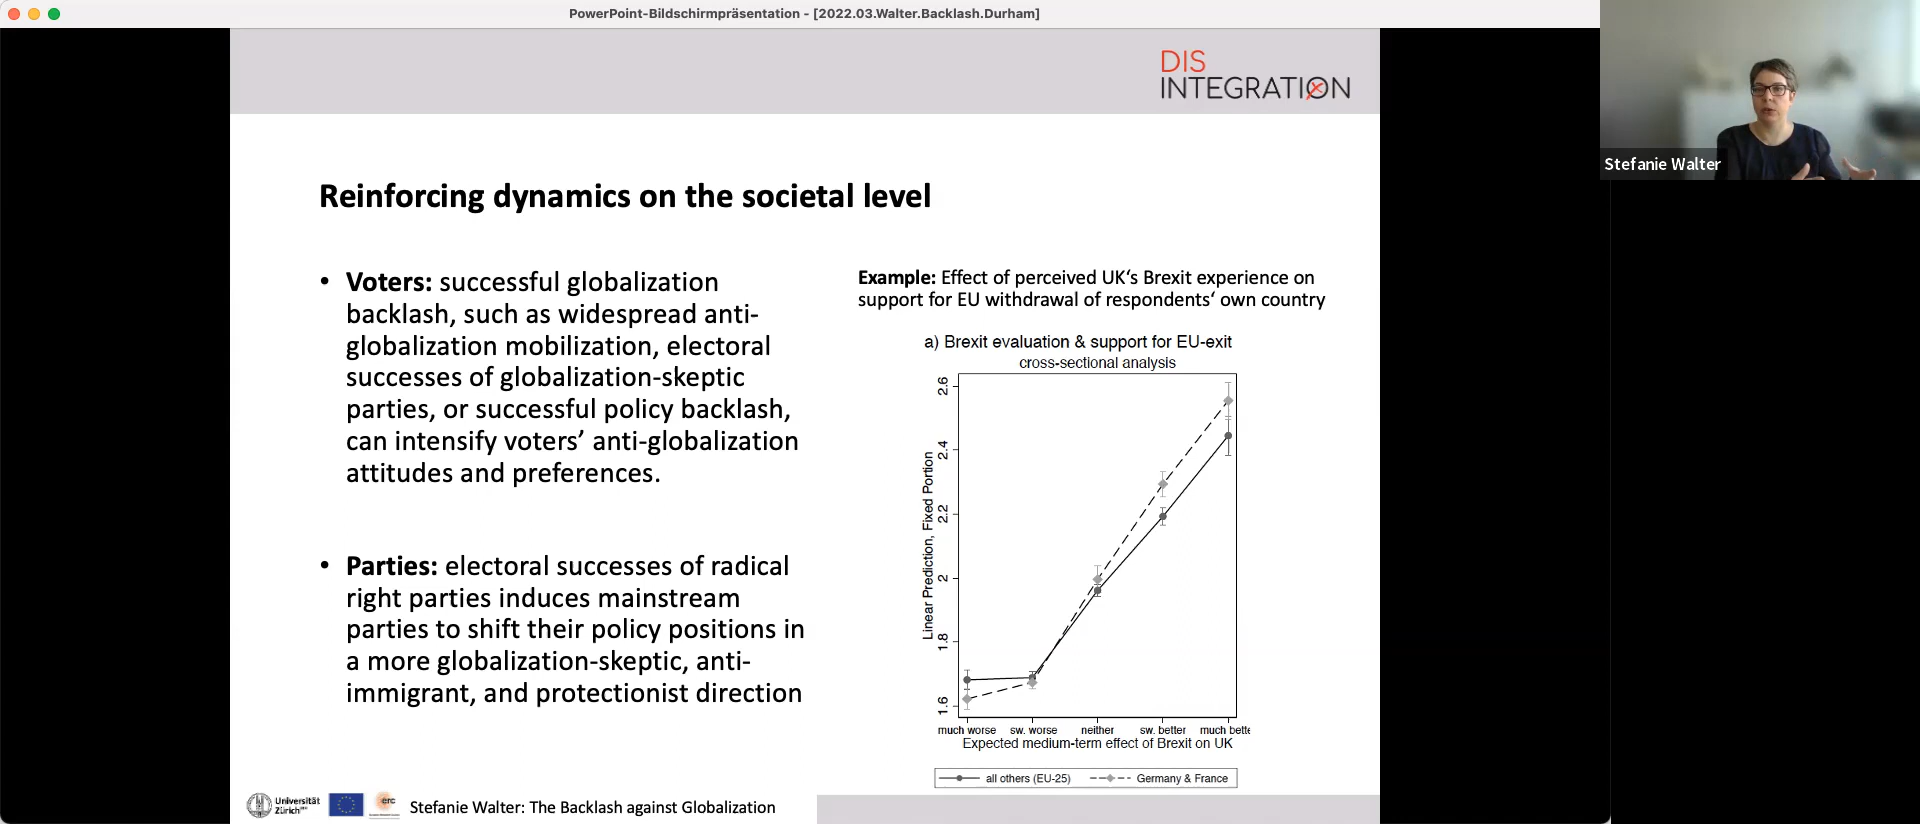 PowerPoint-Bildschirmpräsentation - [2022.03.Walter.Backlash.Durham]
DIS
INTEGRATION
Stefanie Walter
Reinforcing dynamics on the societal level
• Voters: successful globalization
backlash, such as widespread anti-
globalization mobilization, electoral
successes of globalization-skeptic
parties, or successful policy backlash,
can intensify voters’ anti-globalization
attitudes and preferences.
• Parties: electoral successes of radical
right parties induces mainstream
parties to shift their policy positions in
a more globalization-skeptic, anti-
immigrant, and protectionist direction
Example: Effect of perceived UK‘s Brexit experience on
support for EU withdrawal of respondents‘ own country
a) Brexit evaluation & support for EU-exit
cross-sectional analysis
Linear Prediction, Fixed Portion
2.6
2.4
2.2
2
1.8
1.6
much worse sw. worse neither sw. better much bette
Expected medium-term effect of Brexit on UK
all others (EU-25) Germany & France
Universität
Zürich
erc
Stefanie Walter: The Backlash against Globalization